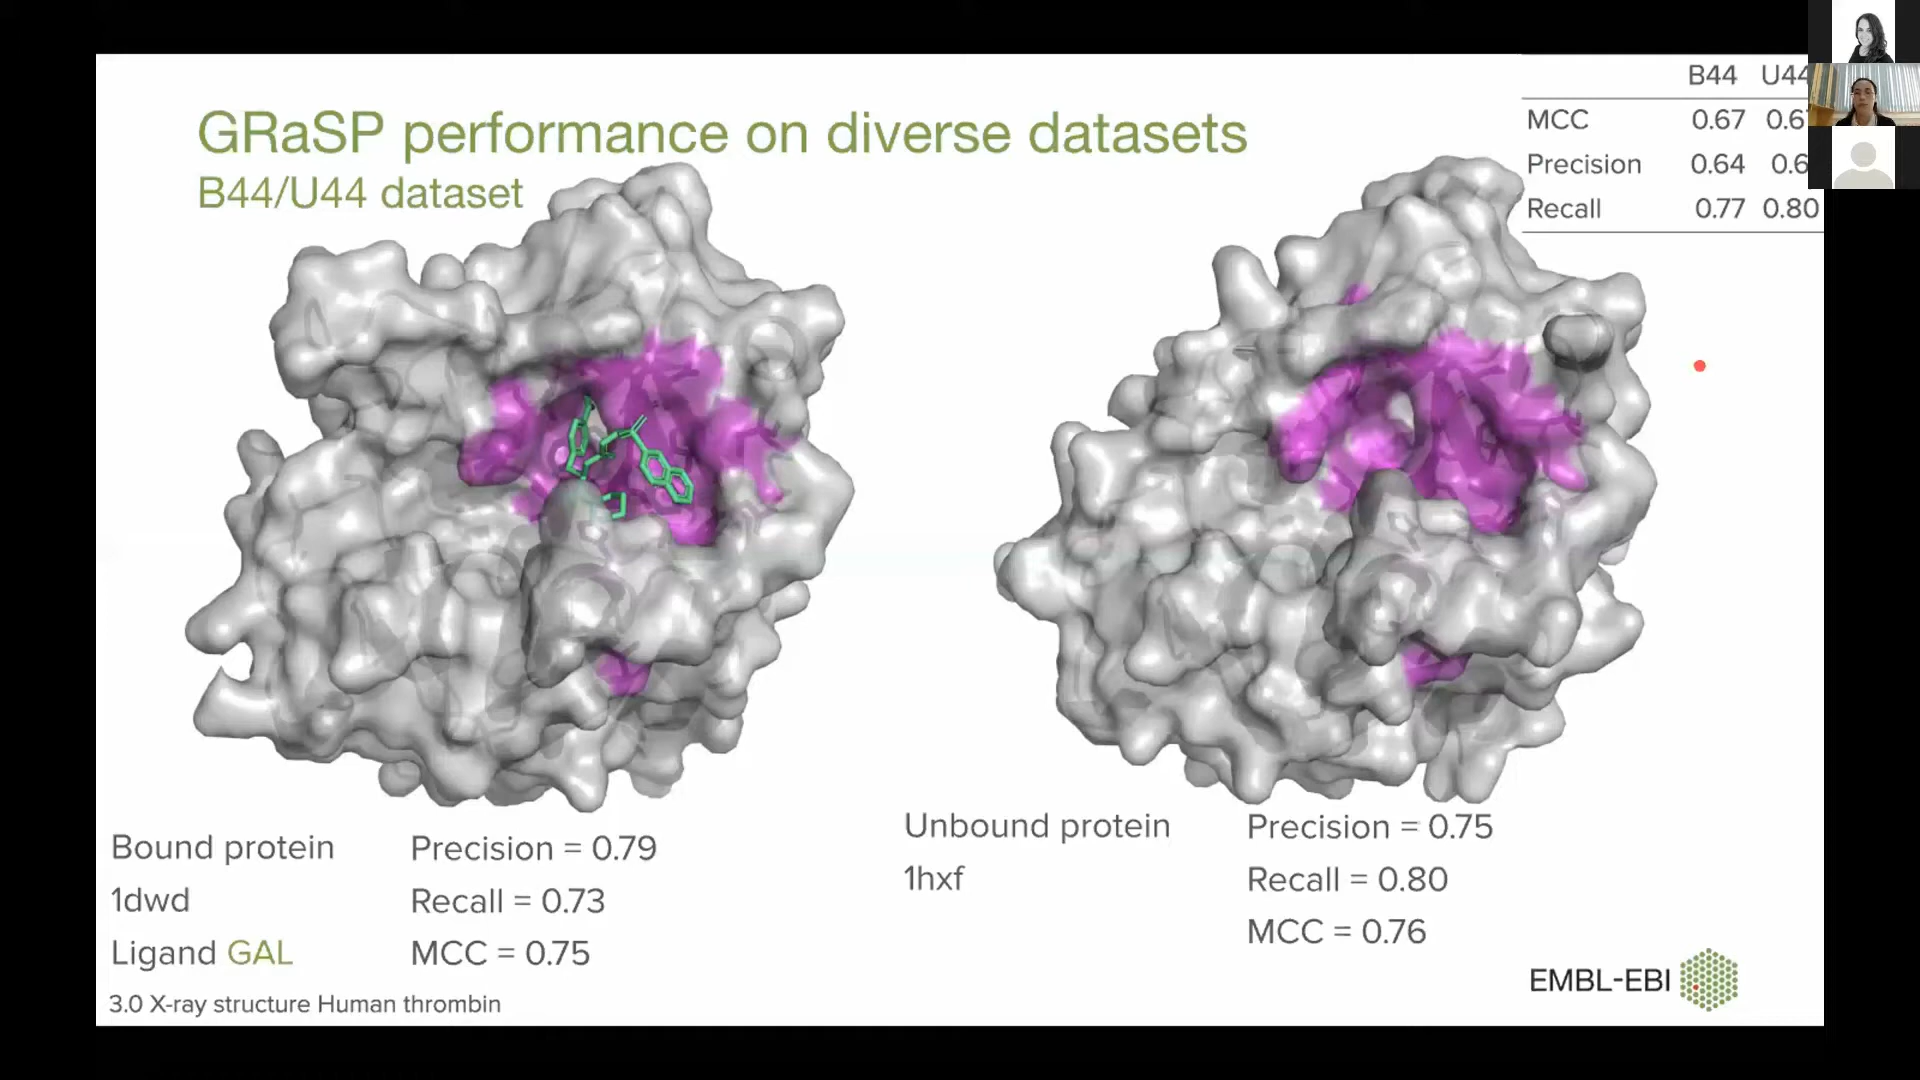 GRaSP performance on diverse datasets
B44/U44 dataset
B44 U44
MCC 0.67
Precision 0.64
Recall 0.77 0.80
Bound protein
1dwd
Ligand GAL
Precision = 0.79
Recall = 0.73
MCC = 0.75
3.0 X-ray structure Human thrombin
Unbound protein
1hxf
Precision = 0.75
Recall = 0.80
MCC = 0.76
EMBL-EBI